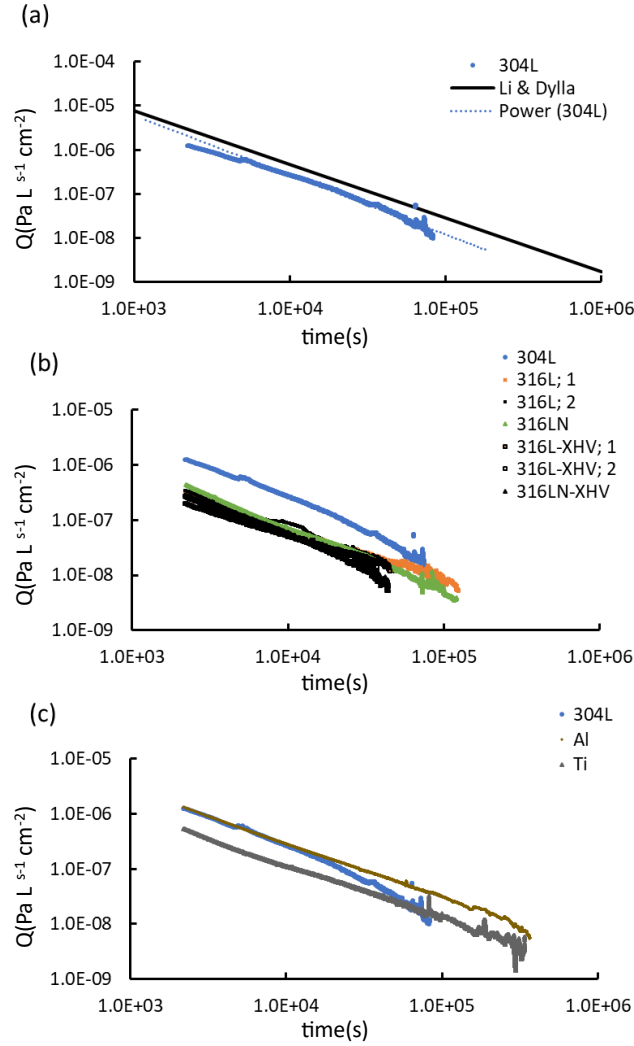 (a)
304L
Li & Dylla
Power (304L)
1.0E-04
1.0E-05
1.0E-06
1.0E-07
1.0E-08
1.0E-09
Q(Pa L s-1 cm-2)
1.0E+03 1.0E+04 1.0E+05 1.0E+06
time(s)
(b)
304L
316L; 1
316L; 2
316LN
316L-XHV; 1
316L-XHV; 2
316LN-XHV
1.0E-05
1.0E-06
1.0E-07
1.0E-08
1.0E-09
Q(Pa L s-1 cm-2)
1.0E+03 1.0E+04 1.0E+05 1.0E+06
time(s)
(c)
304L
Al
Ti
1.0E-05
1.0E-06
1.0E-07
1.0E-08
1.0E-09
Q(Pa L s-1 cm-2)
1.0E+03 1.0E+04 1.0E+05 1.0E+06
time(s)